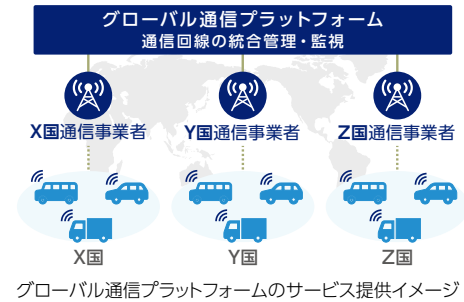 グローバル通信プラットフォーム
通信回線の統合管理・監視
X国通信事業者 Y国通信事業者 Z国通信事業者
X国 Y国 Z国
グローバル通信プラットフォームのサービス提供イメージ